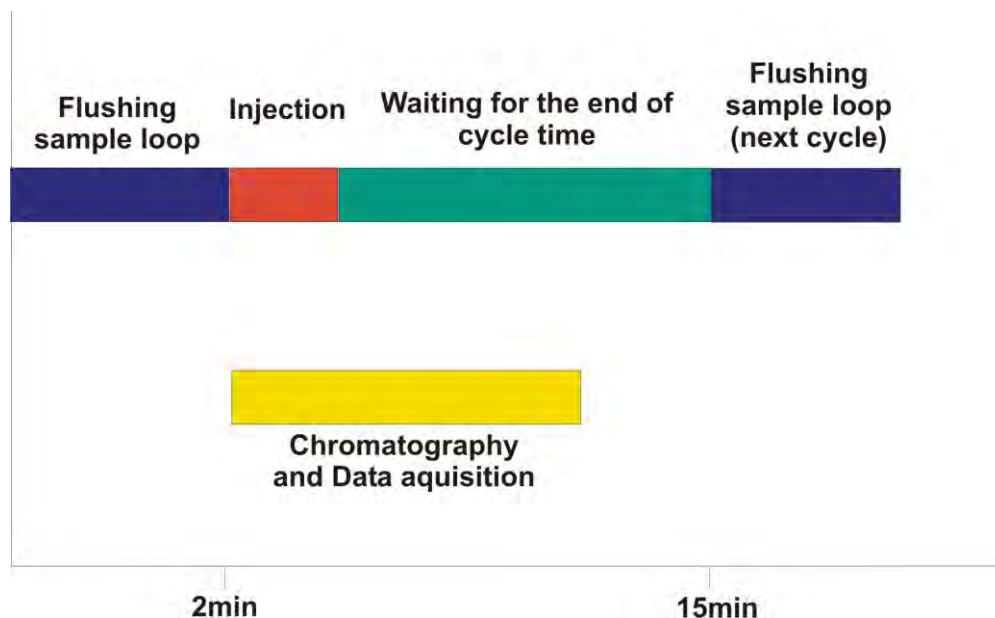 Flushing
sample loop
Injection
Waiting for the end of
cycle time
Flushing
sample loop
(next cycle)
Chromatography
and Data aquisition
2min
15min